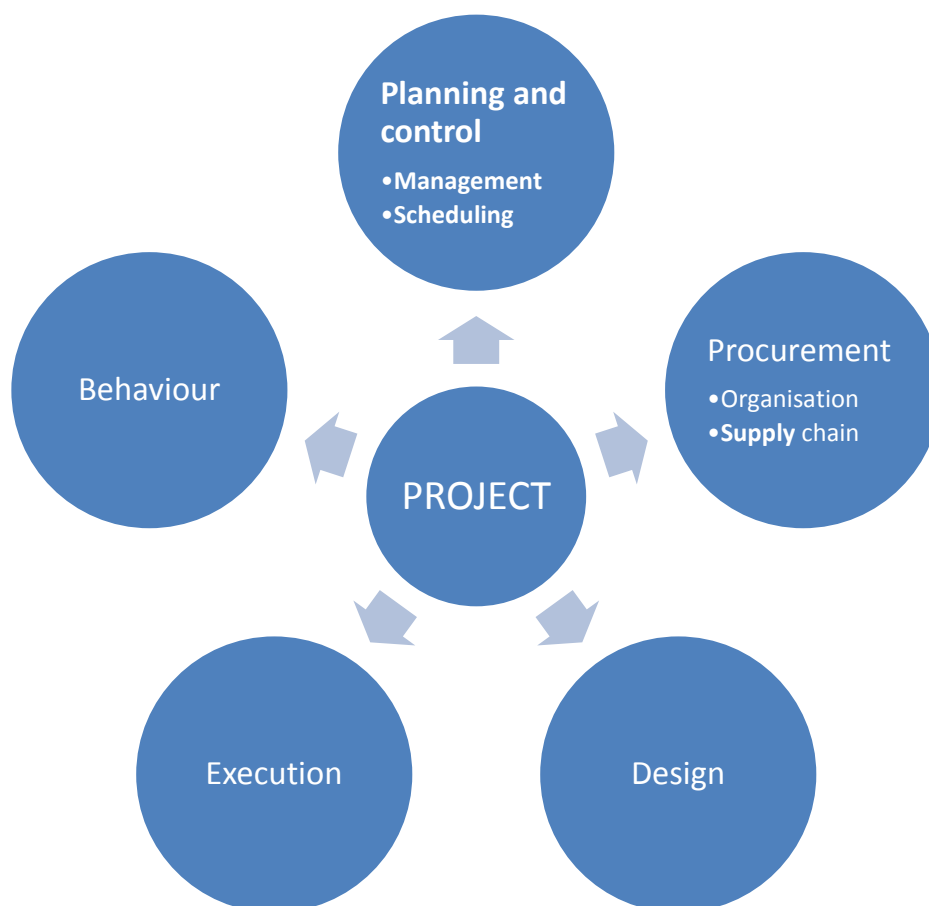 Planning and
control
•Management
•Scheduling
Behaviour
Procurement
•Organisation
•Supply chain
PROJECT
Execution
Design